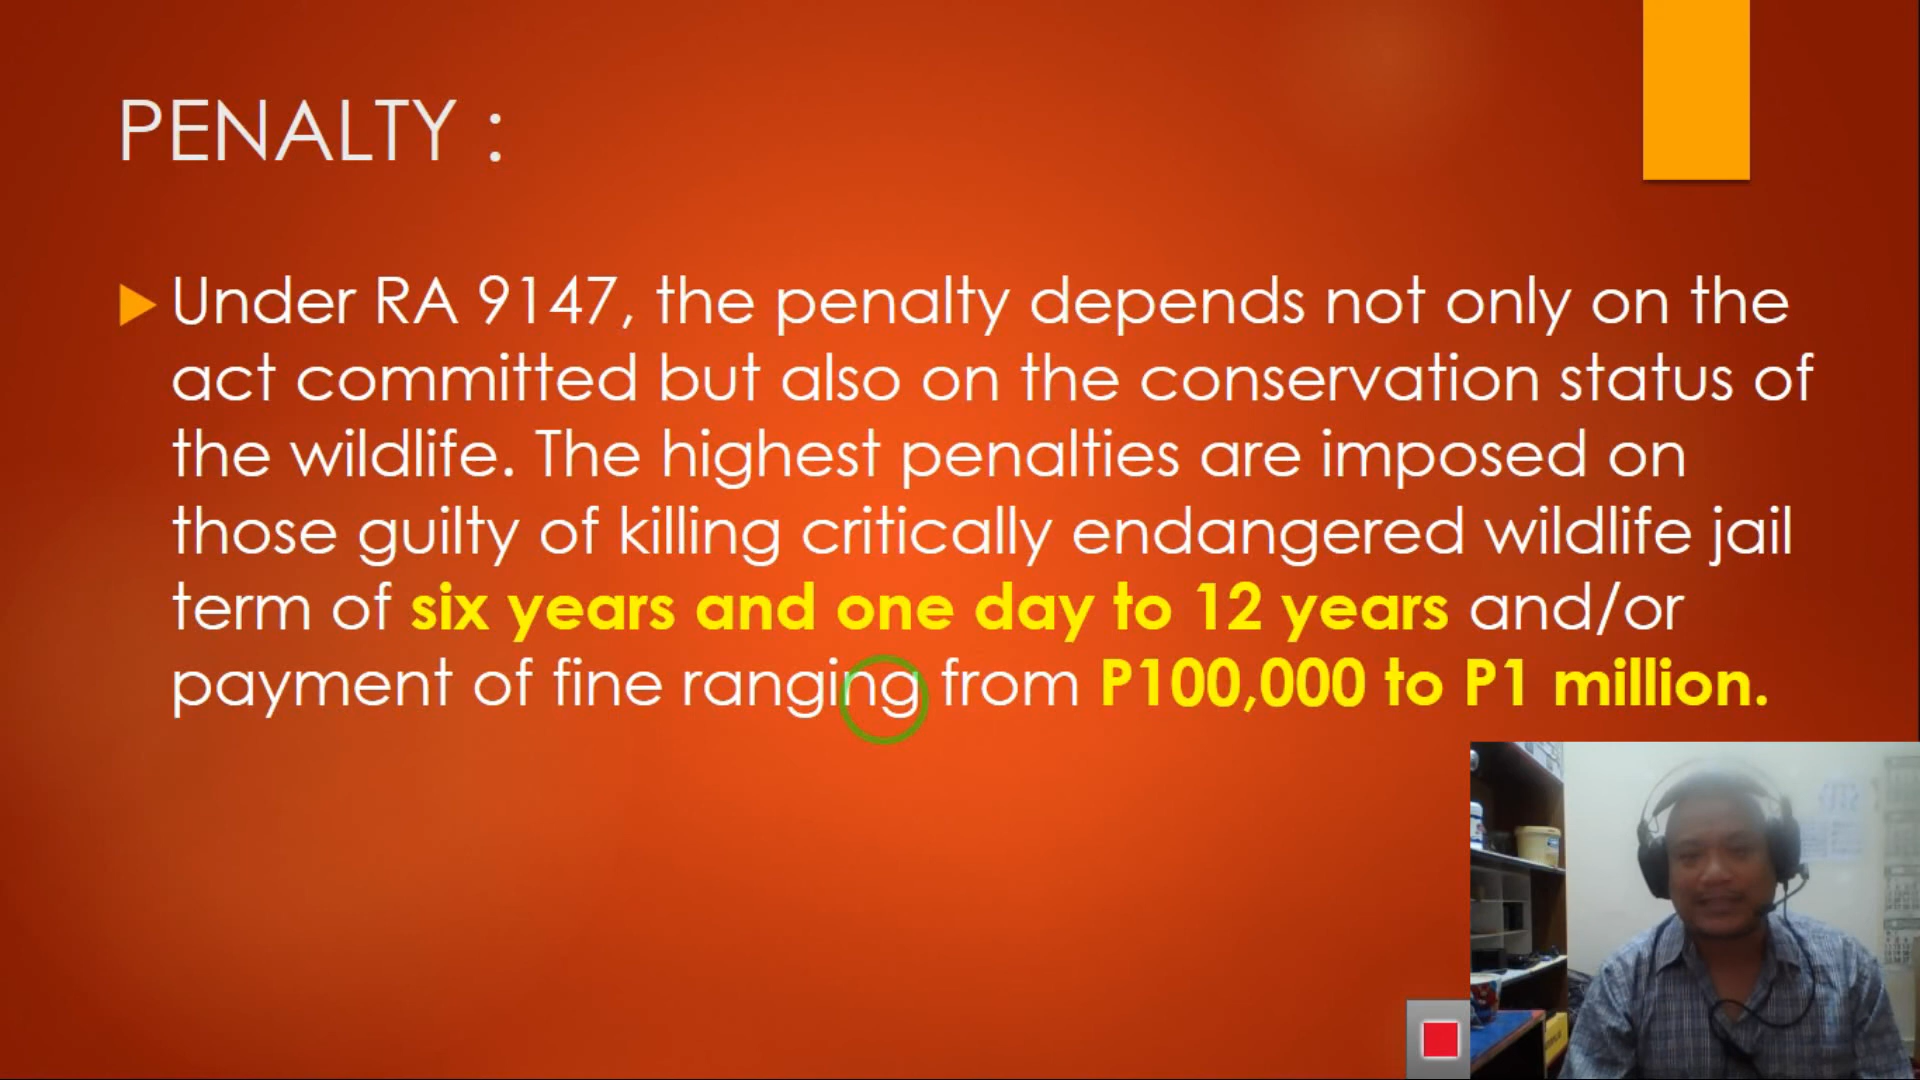 PENALTY :
Under RA 9147, the penalty depends not only on the
act committed but also on the conservation status of
the wildlife. The highest penalties are imposed on
those guilty of killing critically endangered wildlife jail
term of six years and one day to 12 years and/or
payment of fine ranging from P100,000 to P1 million.